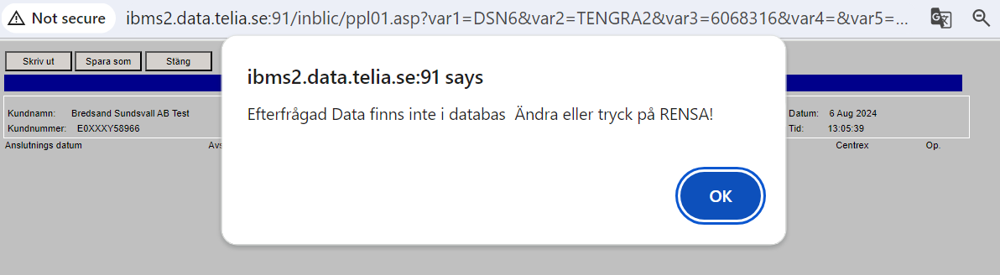 Not secure ibms2.data.telia.se:91/inblic/ppl01.asp?var1=DSN6&var2=TENGRA2&var3=6068316&var4=&var5=...
Skriv ut Spara som Stäng
ibms2.data.telia.se:91 says
Efterfrågad Data finns inte i databas  Ändra eller tryck på RENSA!
OK
Kundnamn: Bredsand Sundsvall AB Test
Datum: 6 Aug 2024
Kundnummer: E0XXXY58966
Tid: 13:05:39
Anslutnings datum
Centrex Op.